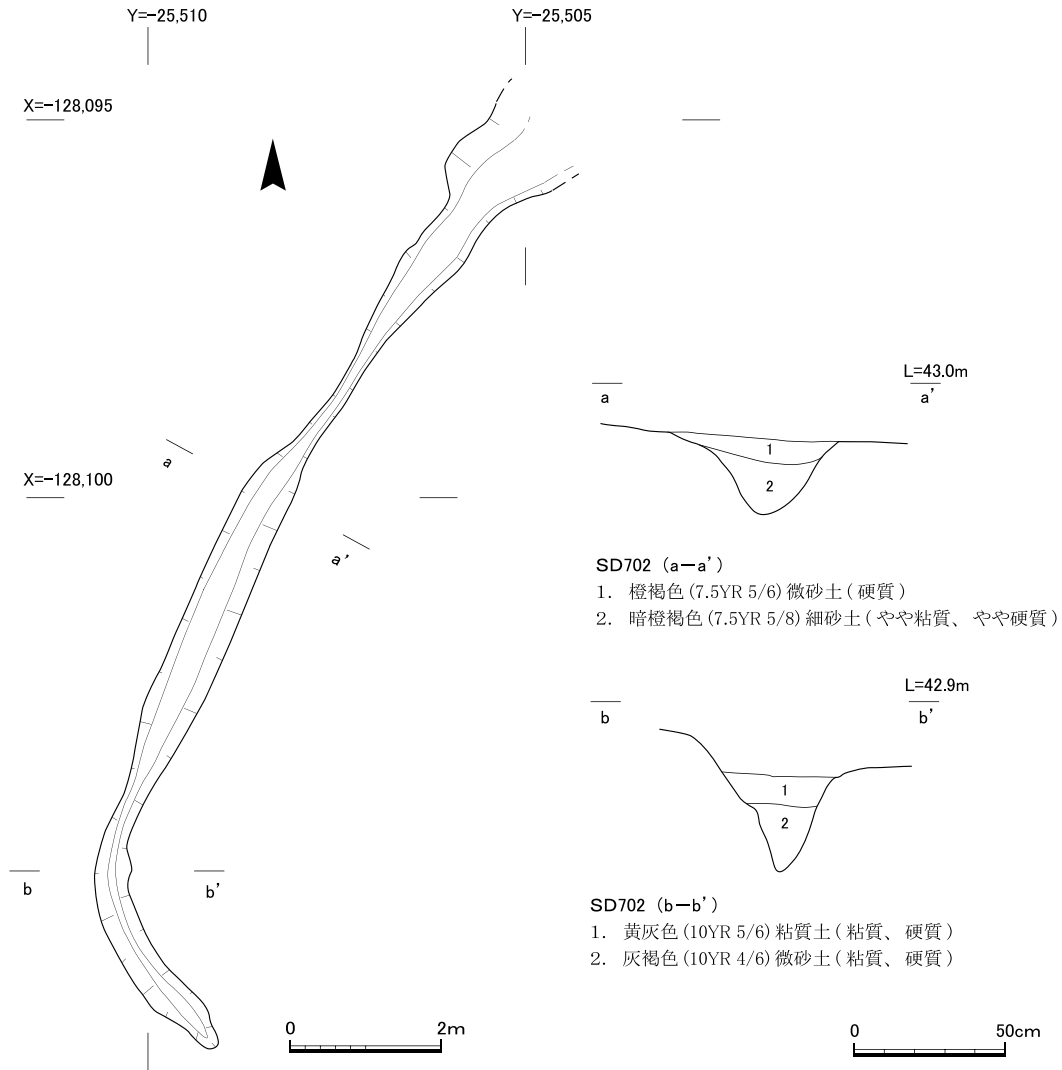 Y=-25,510
Y=-25,505
X=-128,095
X=-128,100
a
a'
b
b'
0 2m
L=43.0m
a
a'
1
2
SD702 (a-a')
1. 橙褐色 (7.5YR 5/6) 微砂土 ( 硬質 )
2. 暗橙褐色 (7.5YR 5/8) 細砂土 ( やや粘質、 やや硬質 )
L=42.9m
b
b'
1
2
SD702 (b-b')
1. 黄灰色 (10YR 5/6) 粘質土 ( 粘質、 硬質 )
2. 灰褐色 (10YR 4/6) 微砂土 ( 粘質、 硬質 )
0 50cm